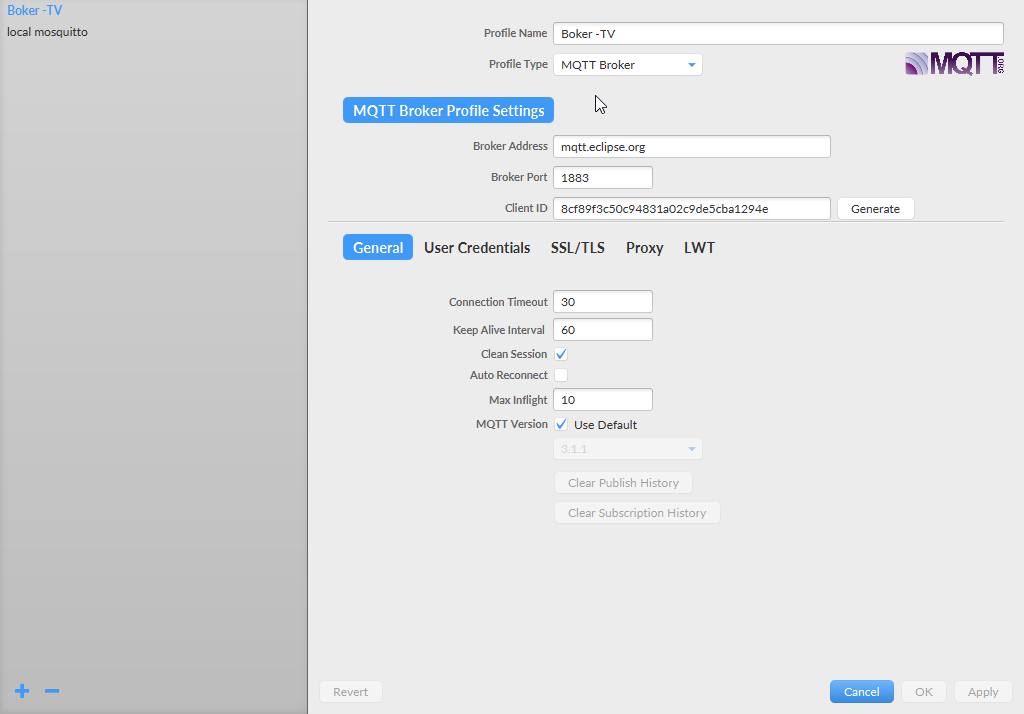 Boker -TV
local mosquitto
Profile Name Boker -TV
Profile Type MQTT Broker
MQTT.ORG
MQTT Broker Profile Settings
Broker Address mqtt.eclipse.org
Broker Port 1883
Client ID 8cf89f3c50c94831a02c9de5cba1294e Generate
General User Credentials SSL/TLS Proxy LWT
Connection Timeout 30
Keep Alive Interval 60
Clean Session
Auto Reconnect
Max Inflight 10
MQTT Version Use Default
3.1.1
Clear Publish History
Clear Subscription History
Revert Cancel OK Apply